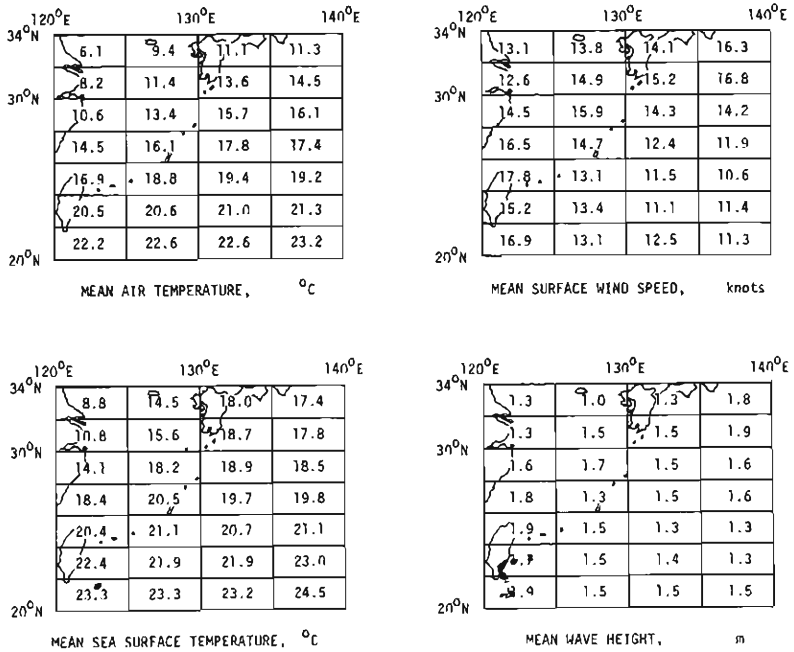 120°E 130°E 140°E
34°N
6.1 9.4 11.1 11.3
8.2 11.4 13.6 14.5
30°N
10.6 13.4 15.7 16.1
14.5 16.1 17.8 17.4
16.9 18.8 19.4 19.2
20.5 20.6 21.0 21.3
22.2 22.6 22.6 23.2
20°N
MEAN AIR TEMPERATURE, °C
120°E 130°E 140°E
34°N
13.1 13.8 14.1 16.3
12.6 14.9 15.2 16.8
30°N
14.5 15.9 14.3 14.2
16.5 14.7 12.4 11.9
17.8 13.1 11.5 10.6
15.2 13.4 11.1 11.4
16.9 13.1 12.5 11.3
20°N
MEAN SURFACE WIND SPEED, knots
120°E 130°E 140°E
34°N
8.8 14.5 18.0 17.4
10.8 15.6 18.7 17.8
30°N
14.1 18.2 18.9 18.5
18.4 20.5 19.7 19.8
20.4 21.1 20.7 21.1
22.4 21.9 21.9 23.0
23.3 23.3 23.2 24.5
20°N
MEAN SEA SURFACE TEMPERATURE, °C
120°E 130°E 140°E
34°N
1.3 1.0 1.3 1.8
1.3 1.5 1.5 1.9
30°N
1.6 1.7 1.5 1.6
1.8 1.3 1.5 1.6
1.9 1.5 1.3 1.3
1.5 1.4 1.3
1.5 1.5 1.5
20°N
MEAN WAVE HEIGHT, m